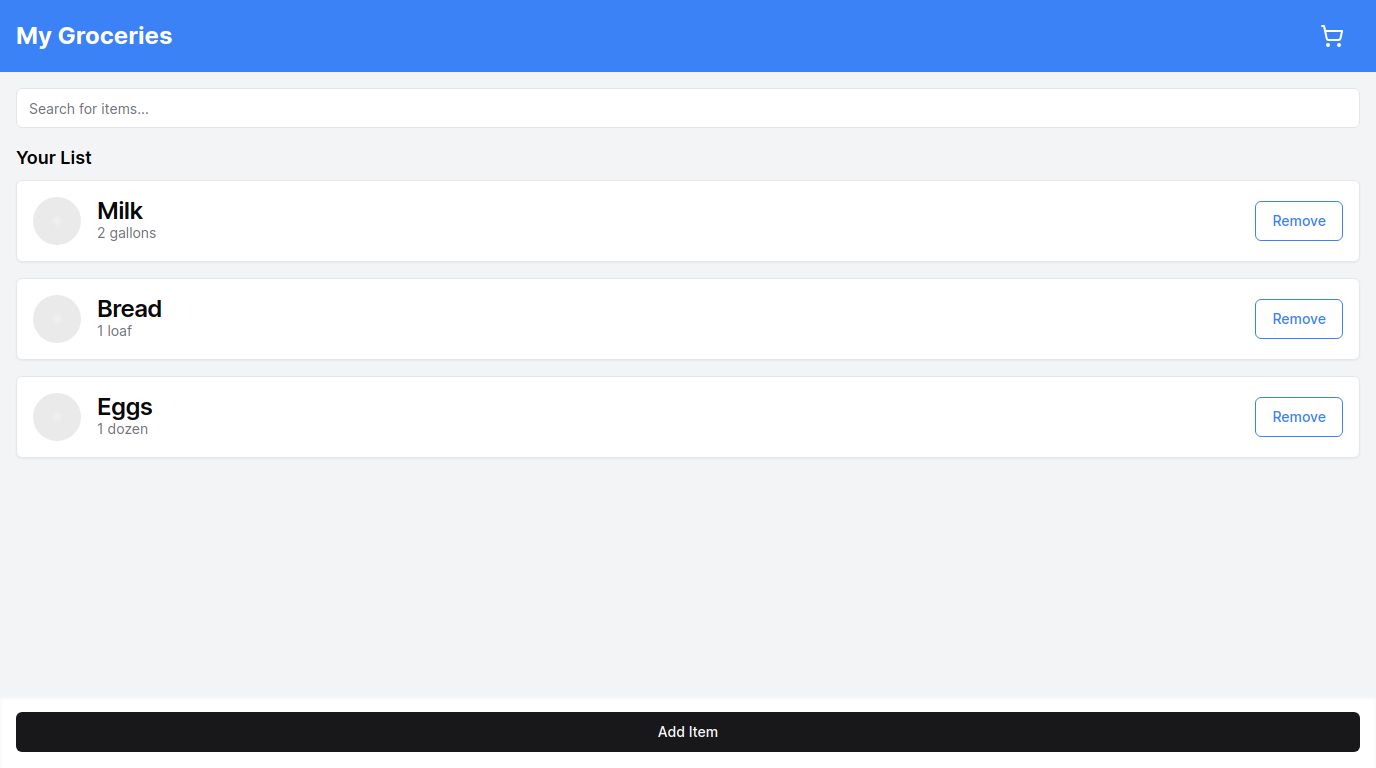 My Groceries
Search for items...
Your List
Milk
2 gallons
Remove
Bread
1 loaf
Remove
Eggs
1 dozen
Remove
Add Item